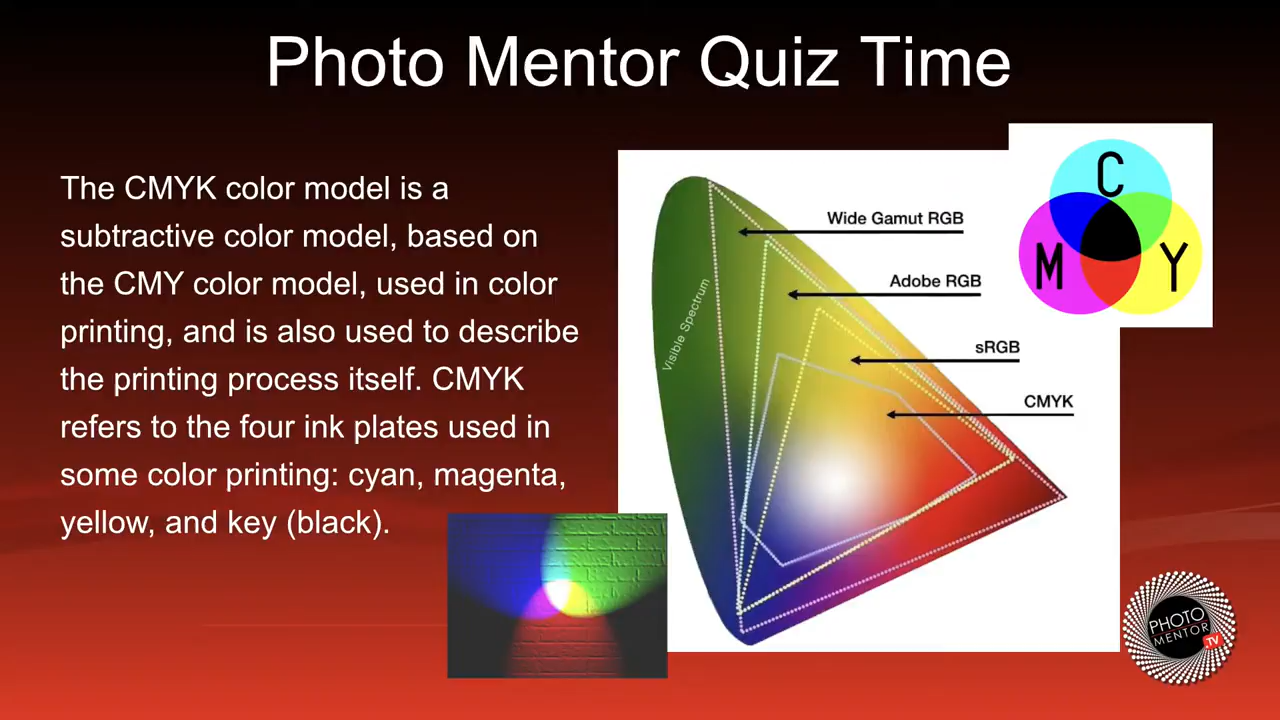 Photo Mentor Quiz Time
The CMYK color model is a
subtractive color model, based on
the CMY color model, used in color
printing, and is also used to describe
the printing process itself. CMYK
refers to the four ink plates used in
some color printing: cyan, magenta,
yellow, and key (black).
Visible Spectrum
Wide Gamut RGB
Adobe RGB
sRGB
CMYK
C
M
Y
PHOTO
MENTOR
TV